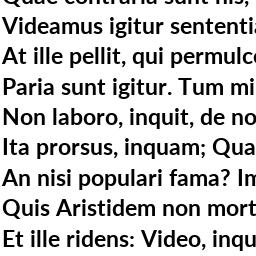 Quae contraria sunt his,
Videamus igitur sententi
At ille pellit, qui permulc
Paria sunt igitur. Tum mi
Non laboro, inquit, de no
Ita prorsus, inquam; Qua
An nisi populari fama? Im
Quis Aristidem non mort
Et ille ridens: Video, inqu